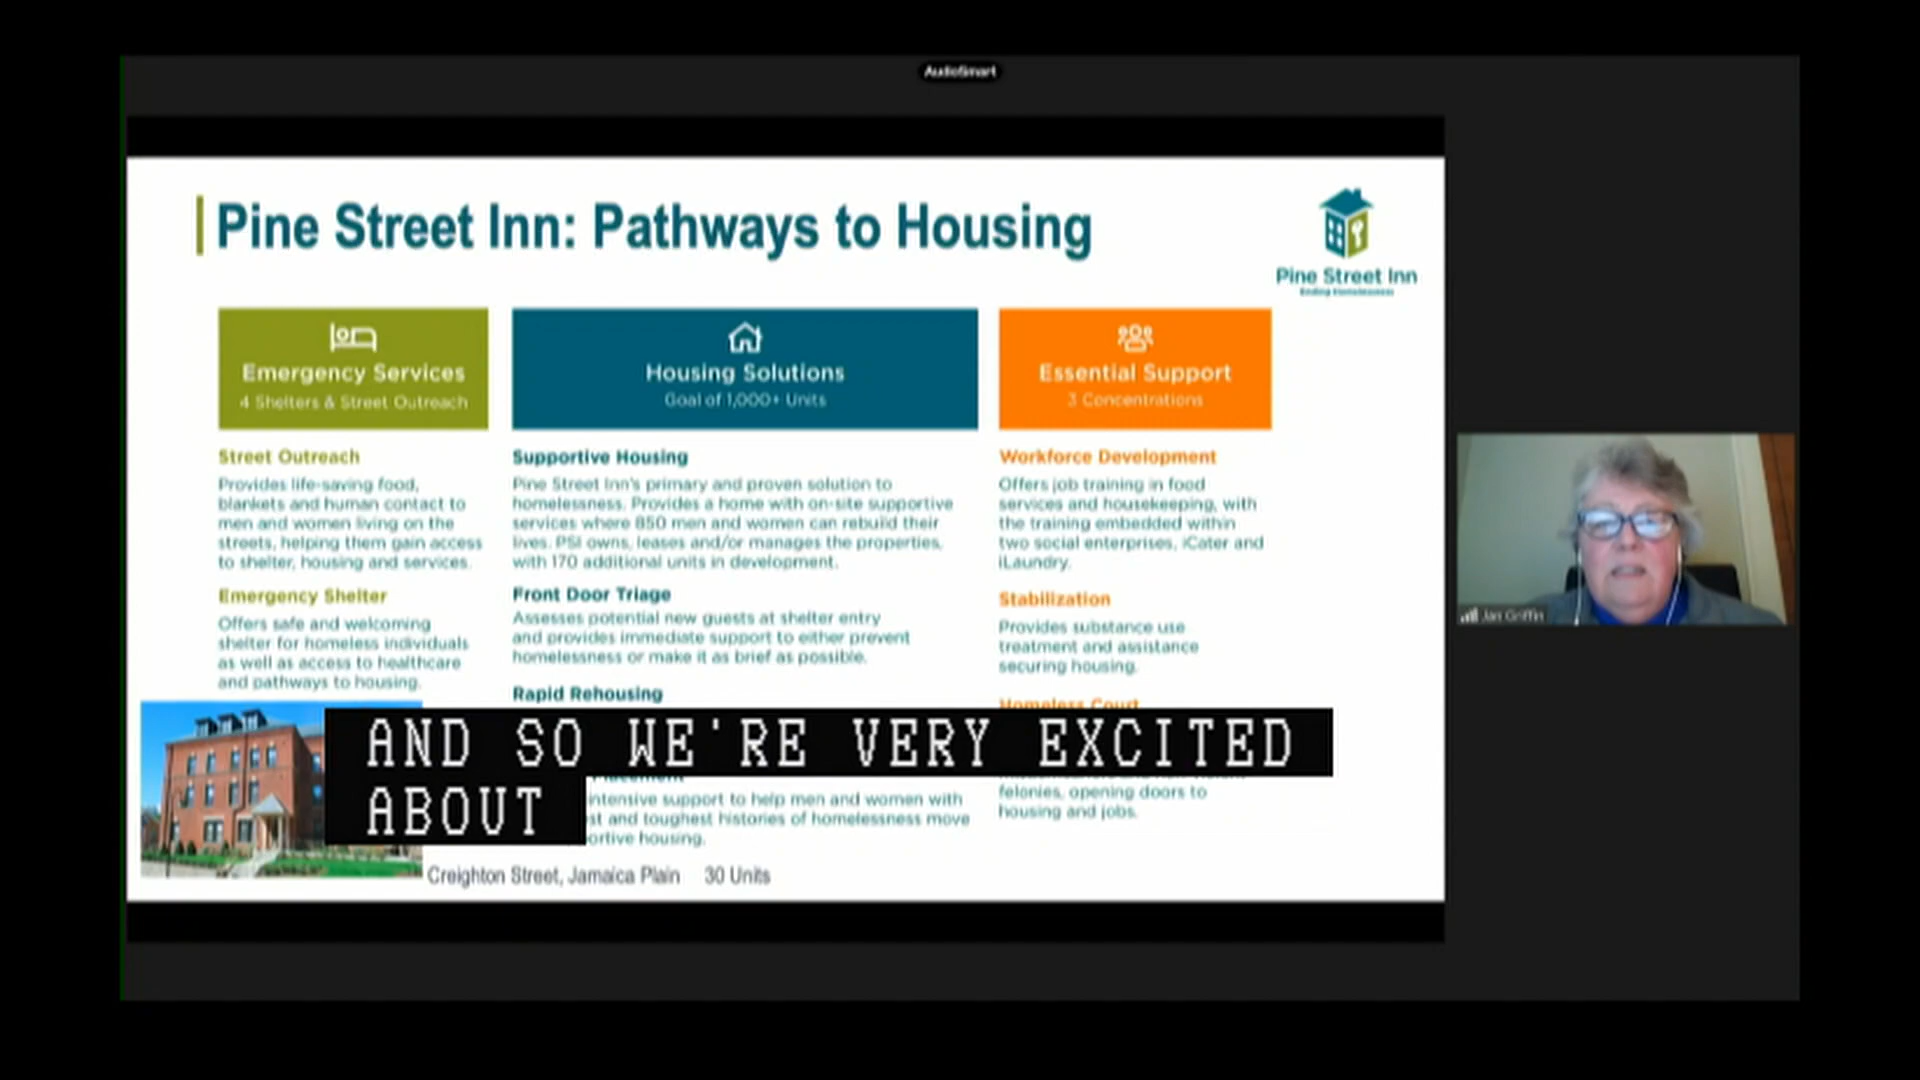 AudioSmart
Pine Street Inn: Pathways to Housing
Pine Street Inn
Ending Homelessness
Emergency Services
4 Shelters & Street Outreach
Street Outreach
Provides life-saving food,
blankets and human contact to
men and women living on the
streets, helping them gain access
to shelter, housing and services.
Emergency Shelter
Offers safe and welcoming
shelter for homeless individuals
as well as access to healthcare
and pathways to housing.
Housing Solutions
Goal of 1,000+ Units
Supportive Housing
Pine Street Inn's primary and proven solution to
homelessness. Provides a home with on-site supportive
services where 850 men and women can rebuild their
lives. PSI owns, leases and/or manages the properties,
with 170 additional units in development.
Front Door Triage
Assesses potential new guests at shelter entry
and provides immediate support to either prevent
homelessness or make it as brief as possible.
Rapid Rehousing
Placement
intensive support to help men and women with
and toughest histories of homelessness move
housing.
Essential Support
3 Concentrations
Workforce Development
Offers job training in food
services and housekeeping, with
the training embedded within
two social enterprises, iCater and
iLaundry.
Stabilization
Provides substance use
treatment and assistance
securing housing.
Homeless Court
felonies, opening doors to
housing and jobs.
AND SO WE'RE VERY EXCITED
ABOUT
Creighton Street, Jamaica Plain 30 Units
Jan Griffin